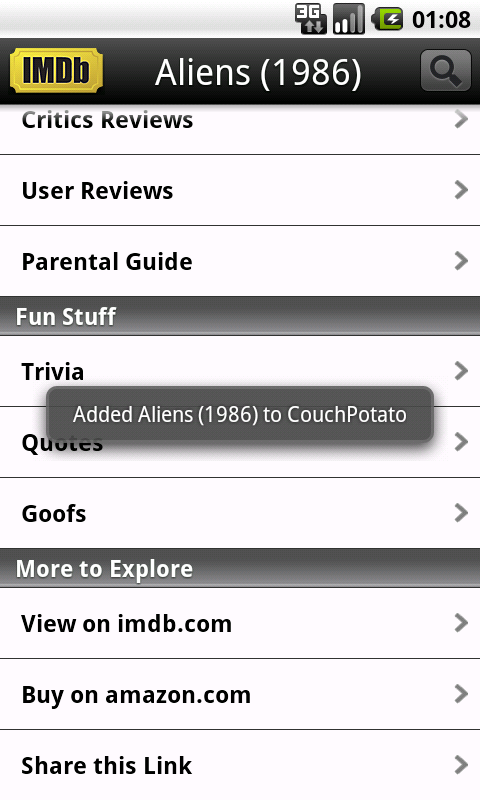 3G
01:08
IMDb
Aliens (1986)
Critics Reviews
User Reviews
Parental Guide
Fun Stuff
Trivia
Added Aliens (1986) to CouchPotato
Quotes
Goofs
More to Explore
View on imdb.com
Buy on amazon.com
Share this Link